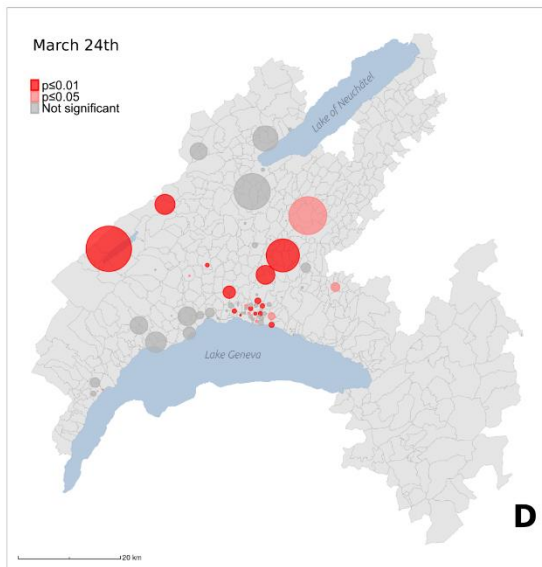 March 24th
p≤0.01
p≤0.05
Not significant
Lake of Neuchâtel
Lake Geneva
D
20 km